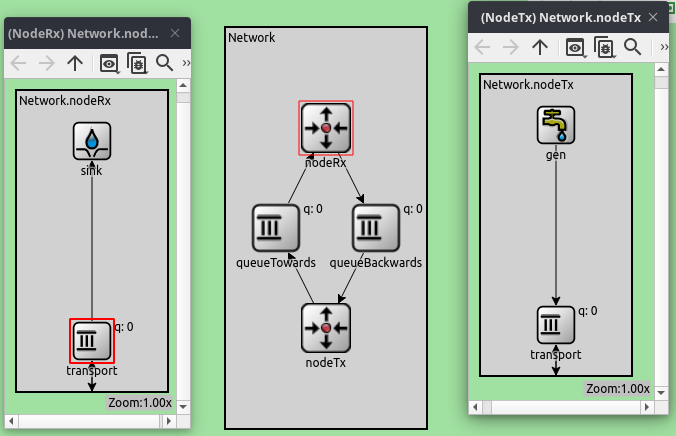 (NodeRx) Network.nod...
Network.nodeRx
sink
q: 0
transport
Zoom:1.00x
Network
nodeRx
q: 0
q: 0
queueTowards
queueBackwards
nodeTx
(NodeTx) Network.nodeTx
Network.nodeTx
gen
q: 0
transport
Zoom:1.00x